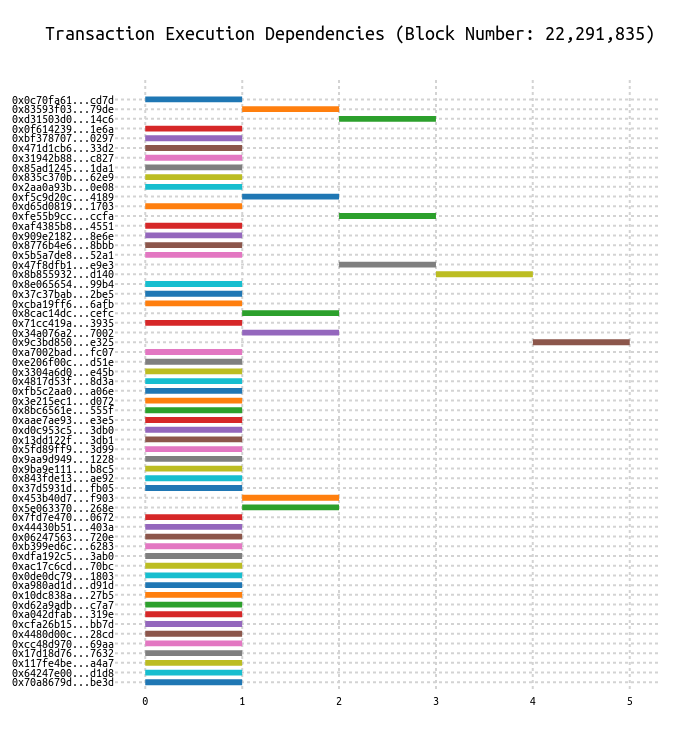 Transaction Execution Dependencies (Block Number: 22,291,835)
0x0c70fa61...cd7d
0x83593f03...79de
0xd31503d0...14c6
0x0f614239...1e6a
0xbf378707...0297
0x471d1cb6...33d2
0x31942b88...c827
0x85ad1245...1da1
0x835c370b...62e9
0x2aa0a93b...0e08
0xf5c9d20c...4189
0xd65d0819...1703
0xfe55b9cc...ccfa
0xaf4385b8...4551
0x909e2182...8e6e
0x8776b4e6...8bbb
0x5b5a7de8...52a1
0x47f8dfb1...e9e3
0x8b855932...d140
0x8e065654...99b4
0x37c37bab...2be5
0xcba19ff6...6afb
0x8cac14dc...cefc
0x71cc419a...3935
0x34a076a2...7002
0x9c3bd850...e325
0xa7002bad...fc07
0xe206f00c...d51e
0x3304a6d0...e45b
0x4817d53f...8d3a
0xfb5c2aa0...a06e
0x3e215ec1...d072
0x8bc6561e...555f
0xaae7ae93...e3e5
0xd0c953c5...3db0
0x13dd122f...3db1
0x5fd89ff9...3d99
0x9aa9d949...1228
0x9ba9e111...b8c5
0x843fde13...ae92
0x37d5931d...fb05
0x453b40d7...f903
0x5e063370...268e
0x7fd7e470...0672
0x44430b51...403a
0x06247563...720e
0xb399ed6c...6283
0xdfa192c5...3ab0
0xac17c6cd...70bc
0x0de0dc79...1803
0xa980ad1d...d91d
0x10dc838a...27b5
0xd62a9adb...c7a7
0xa042dfab...319e
0xcfa26b15...bb7d
0x4480d00c...28cd
0xcc48d970...69aa
0x17d18d76...7632
0x117fe4be...a4a7
0x64247e00...d1d8
0x70a8679d...be3d
0 1 2 3 4 5